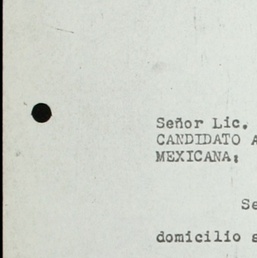 Señor Lic.
CANDIDATO A
MEXICANA:
Se
domicilio s